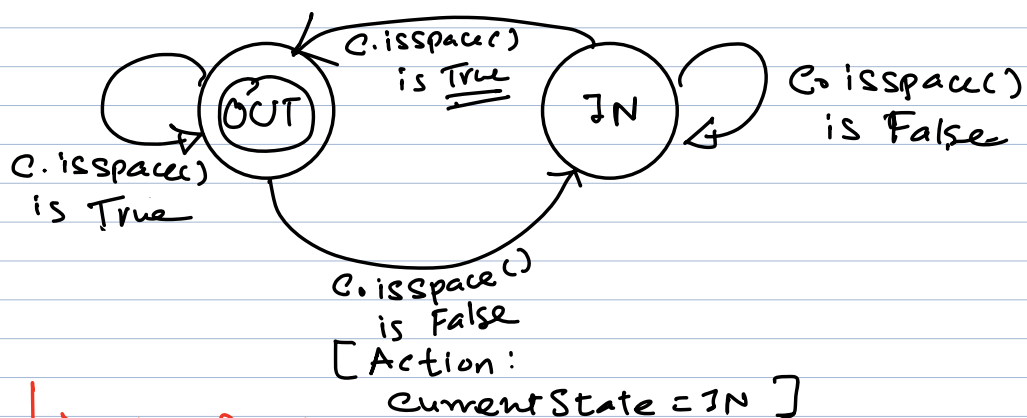 c.isspace()
is True
OUT
IN
c.isspace()
is False
c.isspace()
is True
c.isspace()
is False
[Action:
currentState = IN ]